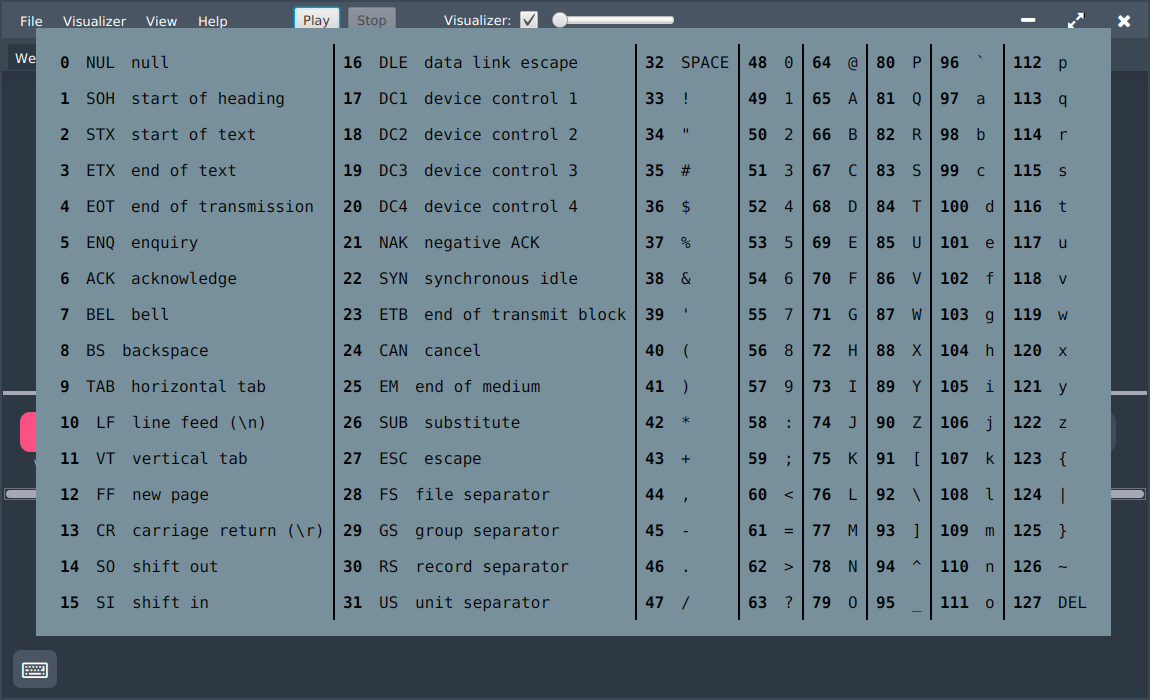 File Visualizer View Help Play Stop Visualizer:
We
0 NUL null 16 DLE data link escape 32 SPACE 48 0 64 @ 80 P 96 ` 112 p
1 SOH start of heading 17 DC1 device control 1 33 ! 49 1 65 A 81 Q 97 a 113 q
2 STX start of text 18 DC2 device control 2 34 " 50 2 66 B 82 R 98 b 114 r
3 ETX end of text 19 DC3 device control 3 35 # 51 3 67 C 83 S 99 c 115 s
4 EOT end of transmission 20 DC4 device control 4 36 $ 52 4 68 D 84 T 100 d 116 t
5 ENQ enquiry 21 NAK negative ACK 37 % 53 5 69 E 85 U 101 e 117 u
6 ACK acknowledge 22 SYN synchronous idle 38 & 54 6 70 F 86 V 102 f 118 v
7 BEL bell 23 ETB end of transmit block 39 ' 55 7 71 G 87 W 103 g 119 w
8 BS backspace 24 CAN cancel 40 ( 56 8 72 H 88 X 104 h 120 x
9 TAB horizontal tab 25 EM end of medium 41 ) 57 9 73 I 89 Y 105 i 121 y
10 LF line feed (\n) 26 SUB substitute 42 * 58 : 74 J 90 Z 106 j 122 z
11 VT vertical tab 27 ESC escape 43 + 59 ; 75 K 91 [ 107 k 123 {
12 FF new page 28 FS file separator 44 , 60 < 76 L 92 \ 108 l 124 |
13 CR carriage return (\r) 29 GS group separator 45 - 61 = 77 M 93 ] 109 m 125 }
14 SO shift out 30 RS record separator 46 . 62 > 78 N 94 ^ 110 n 126 ~
15 SI shift in 31 US unit separator 47 / 63 ? 79 O 95 _ 111 o 127 DEL